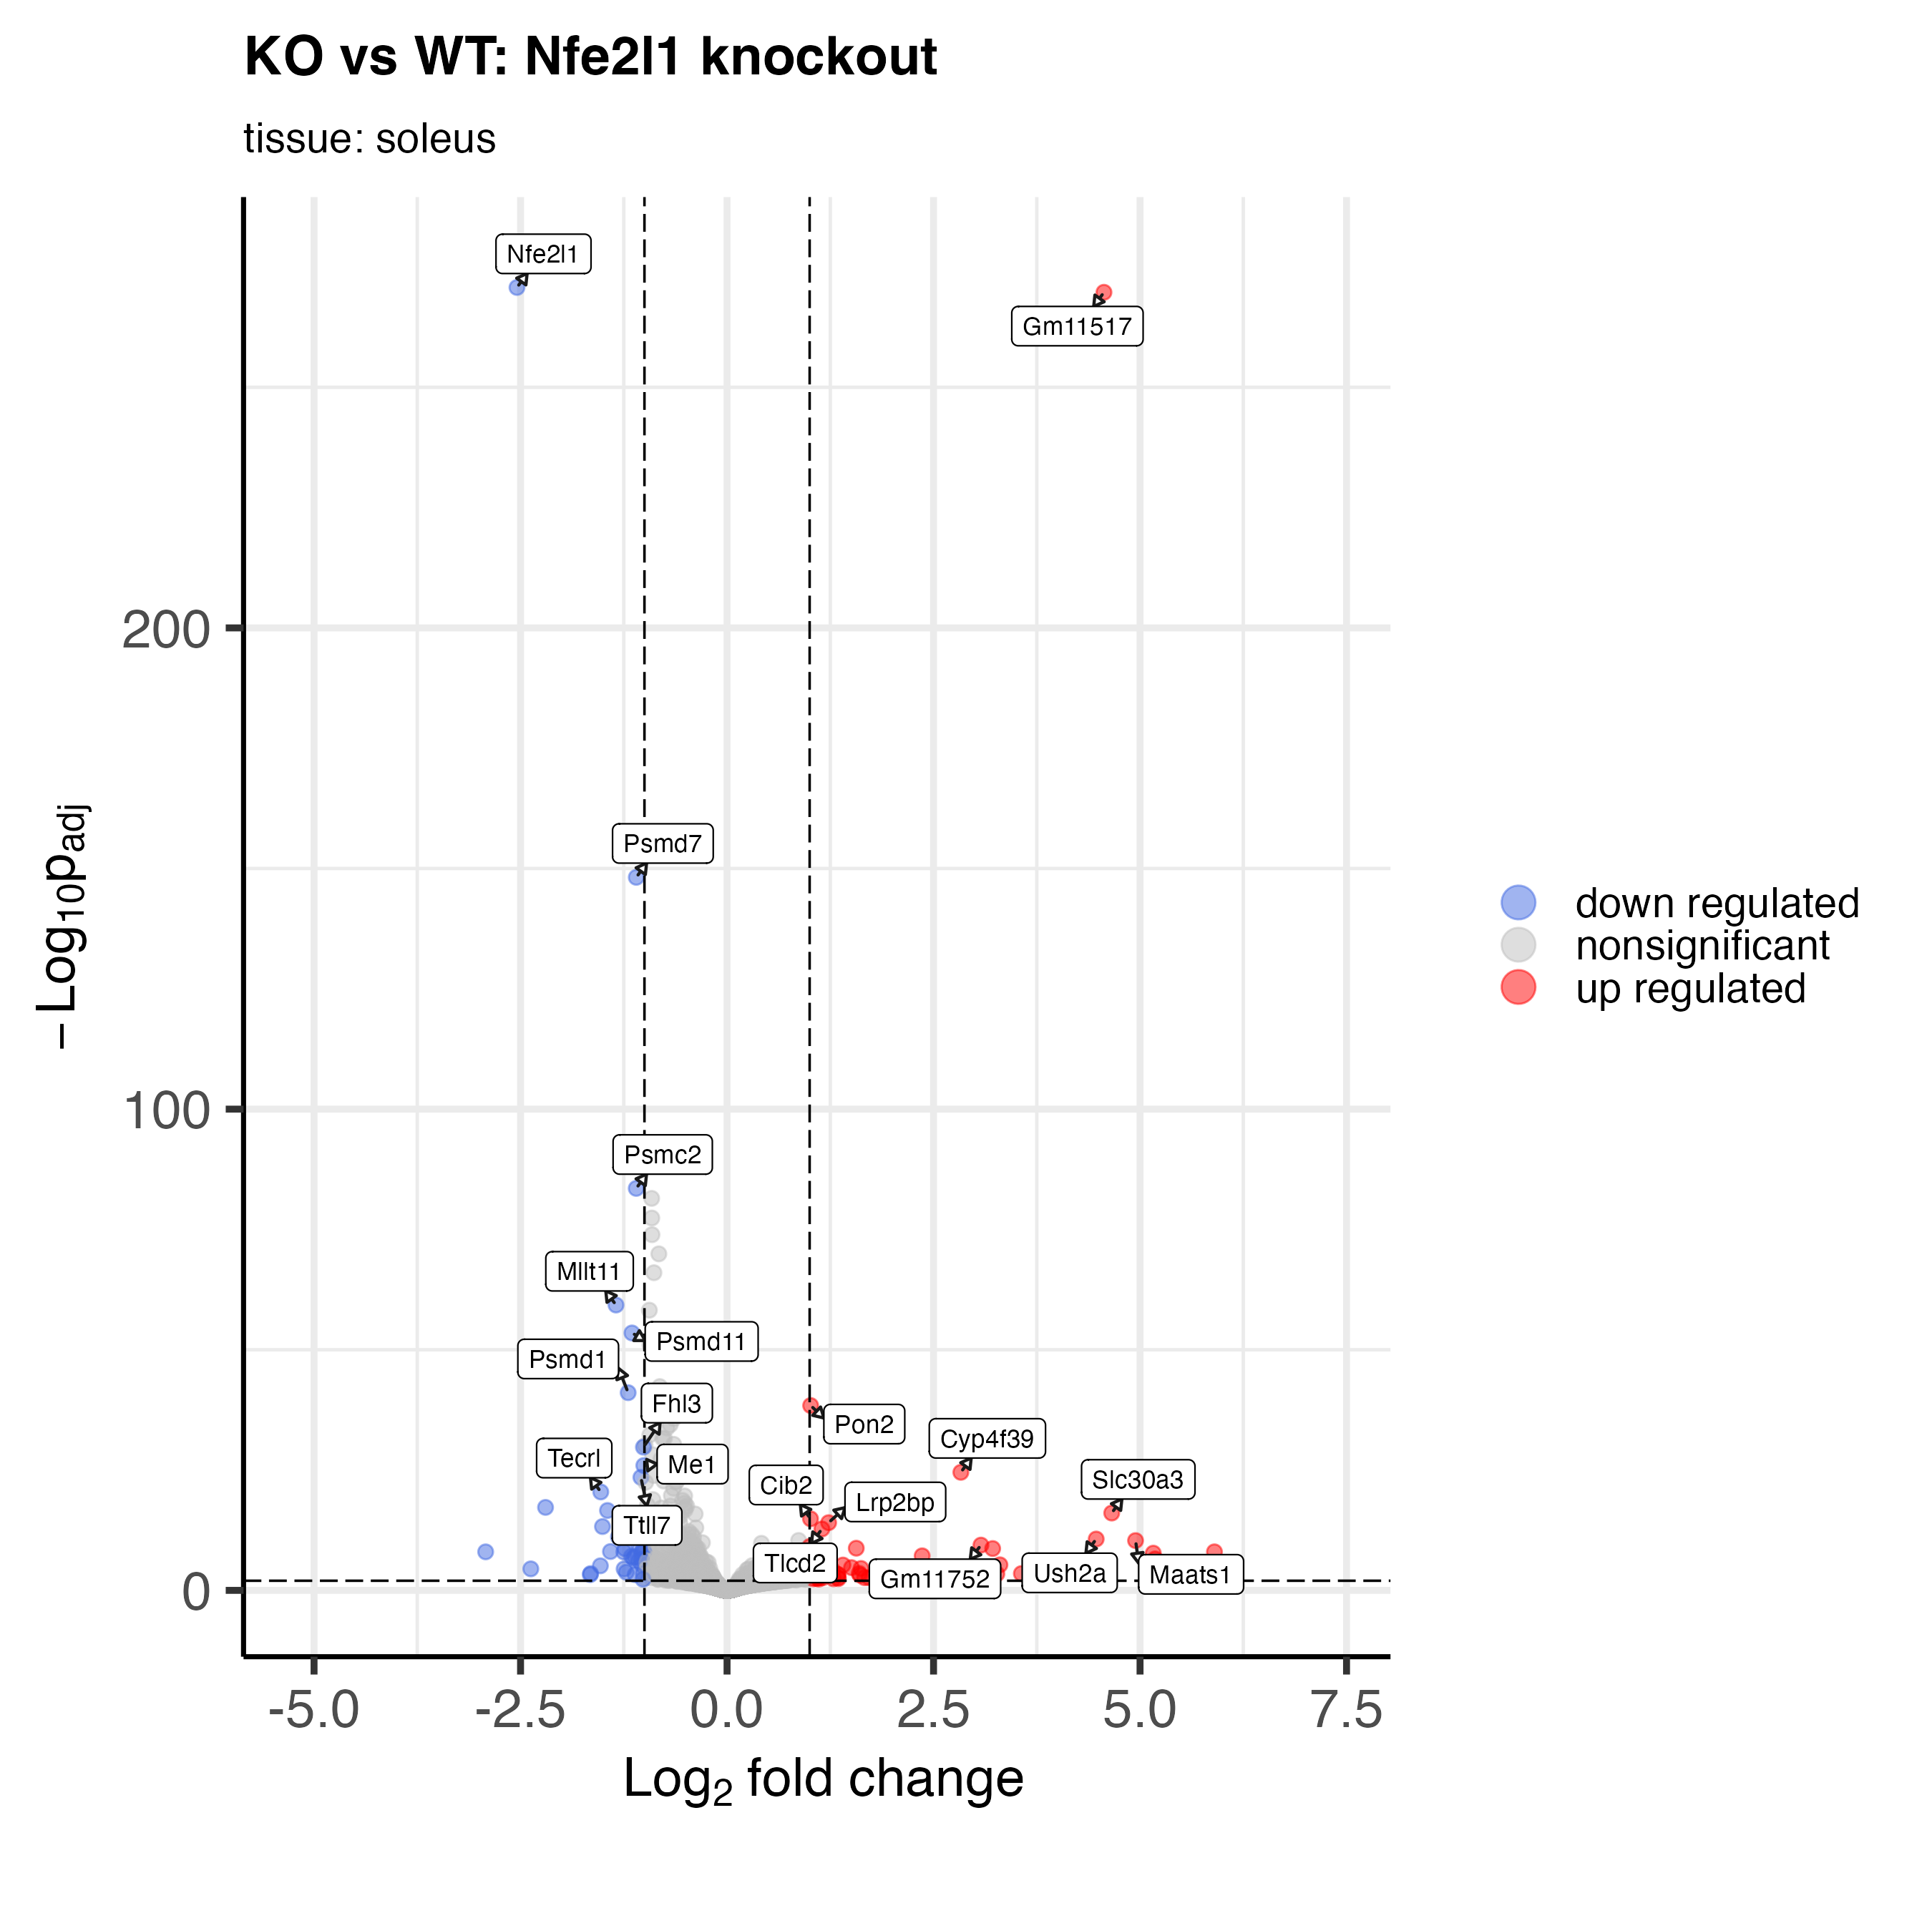 KO vs WT: Nfe2l1 knockout
tissue: soleus
Nfe2l1
Gm11517
200
Psmd7
down regulated
nonsignificant
up regulated
− Log10padj
100
Psmc2
Mllt11
Psmd11
Psmd1
Fhl3
Pon2
Cyp4f39
Tecrl
Me1
Slc30a3
Cib2
Lrp2bp
Ttll7
Tlcd2
Gm11752
Ush2a
Maats1
0
-5.0 -2.5 0.0 2.5 5.0 7.5
Log2 fold change